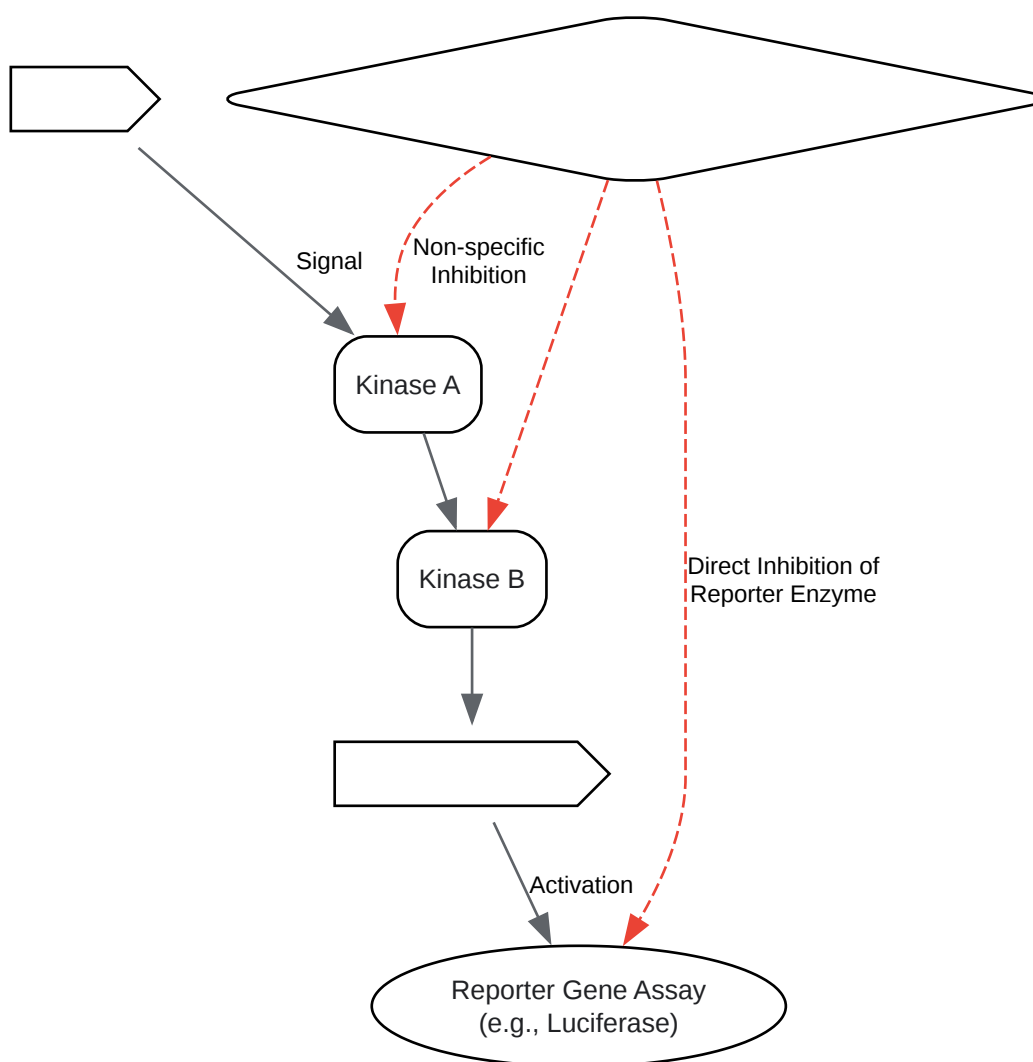 Signal
Non-specific
Inhibition
Kinase A
Kinase B
Direct Inhibition of
Reporter Enzyme
Activation
Reporter Gene Assay
(e.g., Luciferase)